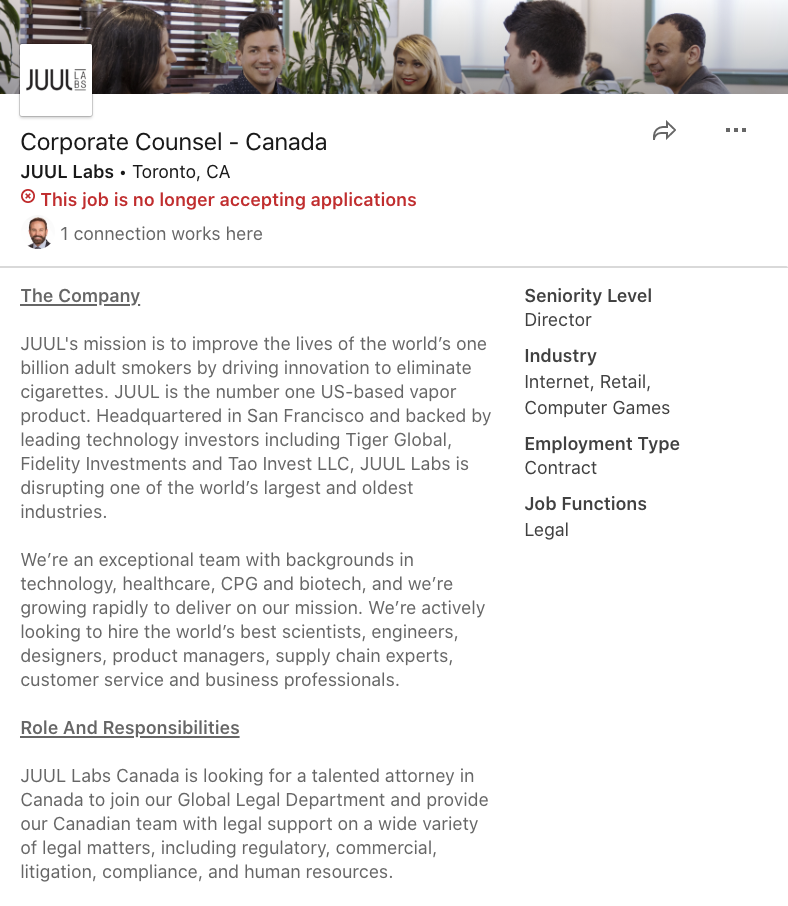 JUUL LABS
Corporate Counsel - Canada
JUUL Labs • Toronto, CA
This job is no longer accepting applications
1 connection works here
The Company
JUUL's mission is to improve the lives of the world’s one
billion adult smokers by driving innovation to eliminate
cigarettes. JUUL is the number one US-based vapor
product. Headquartered in San Francisco and backed by
leading technology investors including Tiger Global,
Fidelity Investments and Tao Invest LLC, JUUL Labs is
disrupting one of the world’s largest and oldest
industries.
We’re an exceptional team with backgrounds in
technology, healthcare, CPG and biotech, and we’re
growing rapidly to deliver on our mission. We’re actively
looking to hire the world’s best scientists, engineers,
designers, product managers, supply chain experts,
customer service and business professionals.
Role And Responsibilities
JUUL Labs Canada is looking for a talented attorney in
Canada to join our Global Legal Department and provide
our Canadian team with legal support on a wide variety
of legal matters, including regulatory, commercial,
litigation, compliance, and human resources.
Seniority Level
Director
Industry
Internet, Retail,
Computer Games
Employment Type
Contract
Job Functions
Legal